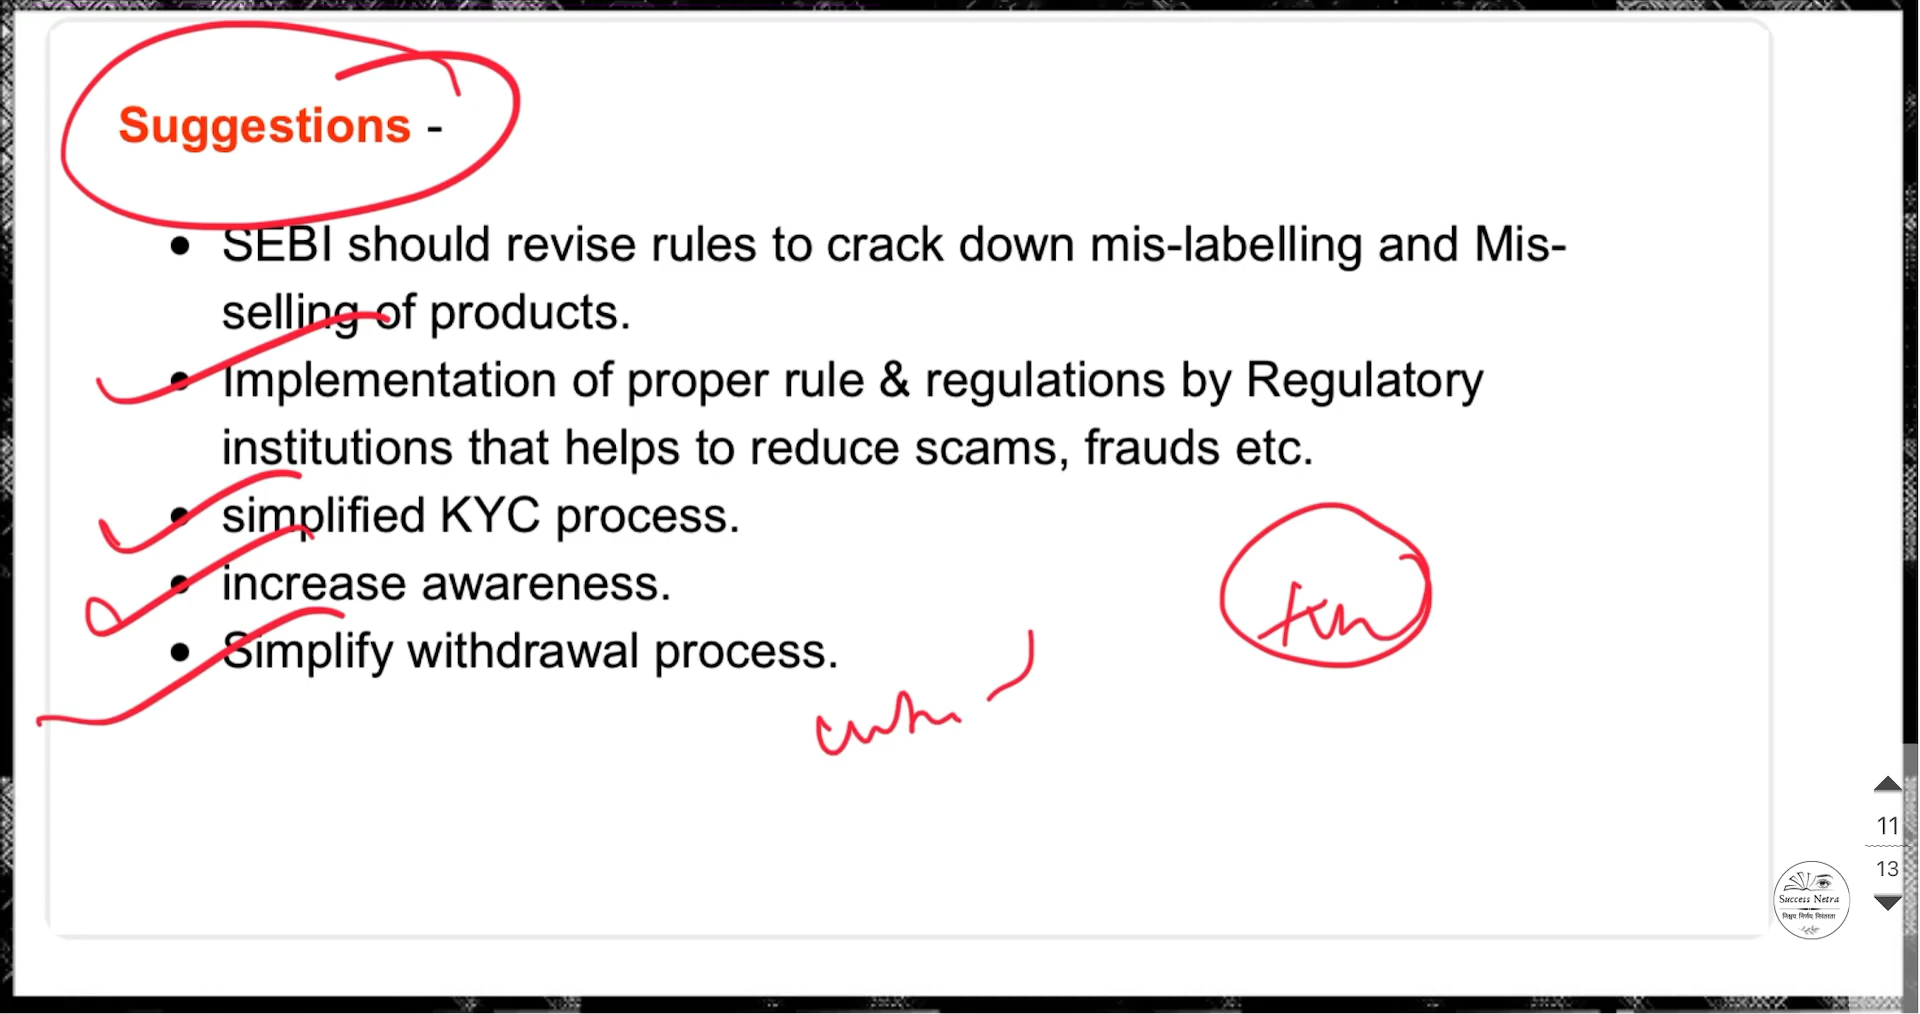 Suggestions -
• SEBI should revise rules to crack down mis-labelling and Mis-
selling of products.
• Implementation of proper rule & regulations by Regulatory
institutions that helps to reduce scams, frauds etc.
• simplified KYC process.
• increase awareness.
• Simplify withdrawal process.
11
13
Success Netra